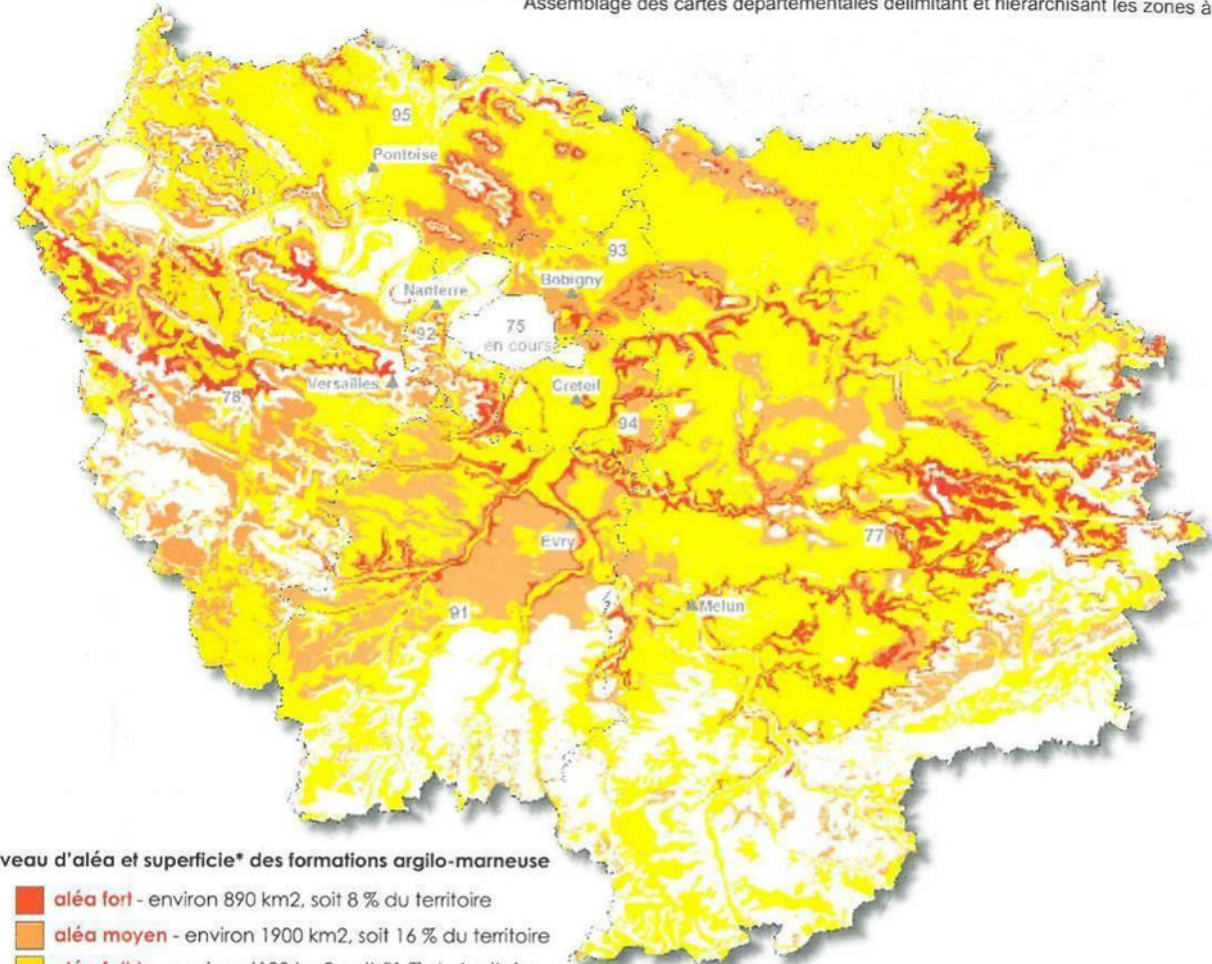 Assemblage des cartes départementales délimitant et hiérarchisant les zones à
95
Pontoise
93
Nanterre
Bobigny
92
75
en cours
Versailles
Creteil
78
94
77
Evry
91
Melun
veau d'aléa et superficie* des formations argilo-marneuse
aléa fort - environ 890 km2, soit 8 % du territoire
aléa moyen - environ 1900 km2, soit 16 % du territoire